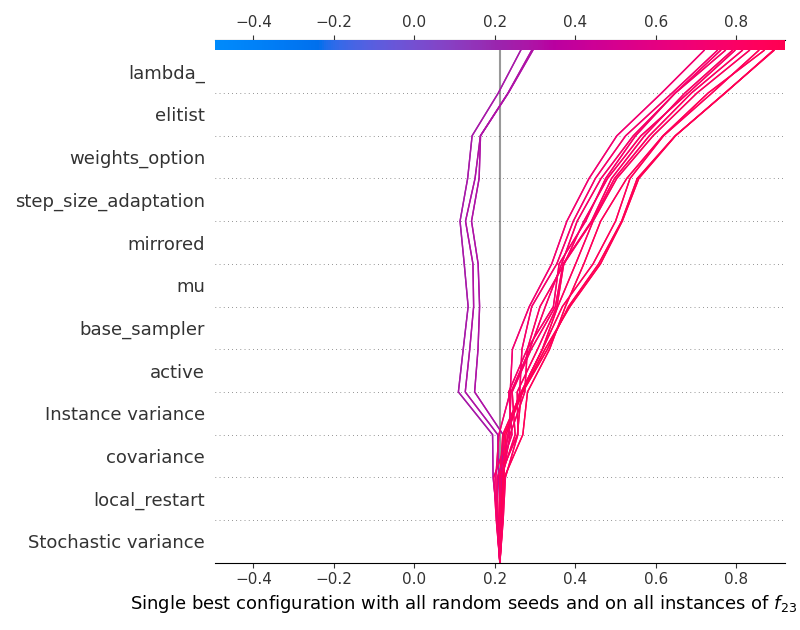 −0.4 −0.2 0.0 0.2 0.4 0.6 0.8
lambda_
elitist
weights_option
step_size_adaptation
mirrored
mu
base_sampler
active
Instance variance
covariance
local_restart
Stochastic variance
−0.4 −0.2 0.0 0.2 0.4 0.6 0.8
Single best configuration with all random seeds and on all instances of f23